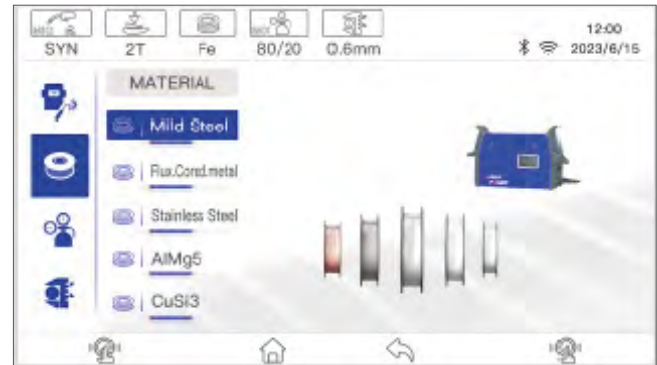 SYN 2T Fe 80/20 0.6mm
12:00
2023/6/15
MATERIAL
Mild Steel
Flux.Cored.metal
Stainless Steel
AlMg5
CuSi3